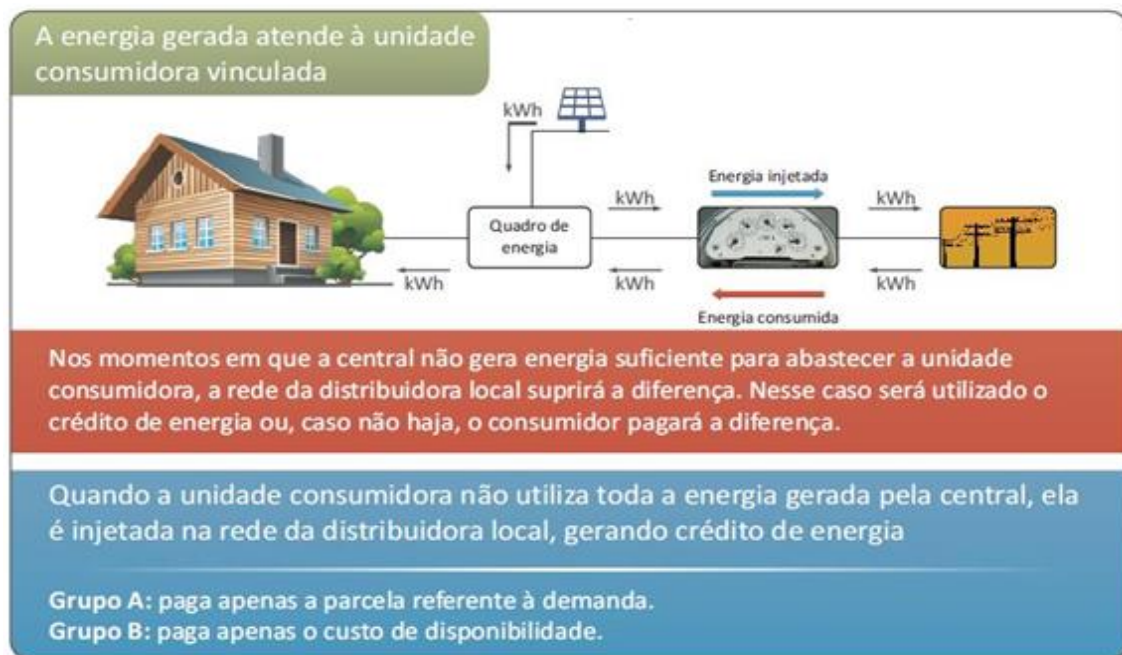 A energia gerada atende à unidade
consumidora vinculada
kWh
Energia injetada
kWh
kWh
Quadro de
energia
kWh
kWh
kWh
Energia consumida
Nos momentos em que a central não gera energia suficiente para abastecer a unidade
consumidora, a rede da distribuidora local suprirá a diferença. Nesse caso será utilizado o
crédito de energia ou, caso não haja, o consumidor pagará a diferença.
Quando a unidade consumidora não utiliza toda a energia gerada pela central, ela
é injetada na rede da distribuidora local, gerando crédito de energia
Grupo A: paga apenas a parcela referente à demanda.
Grupo B: paga apenas o custo de disponibilidade.